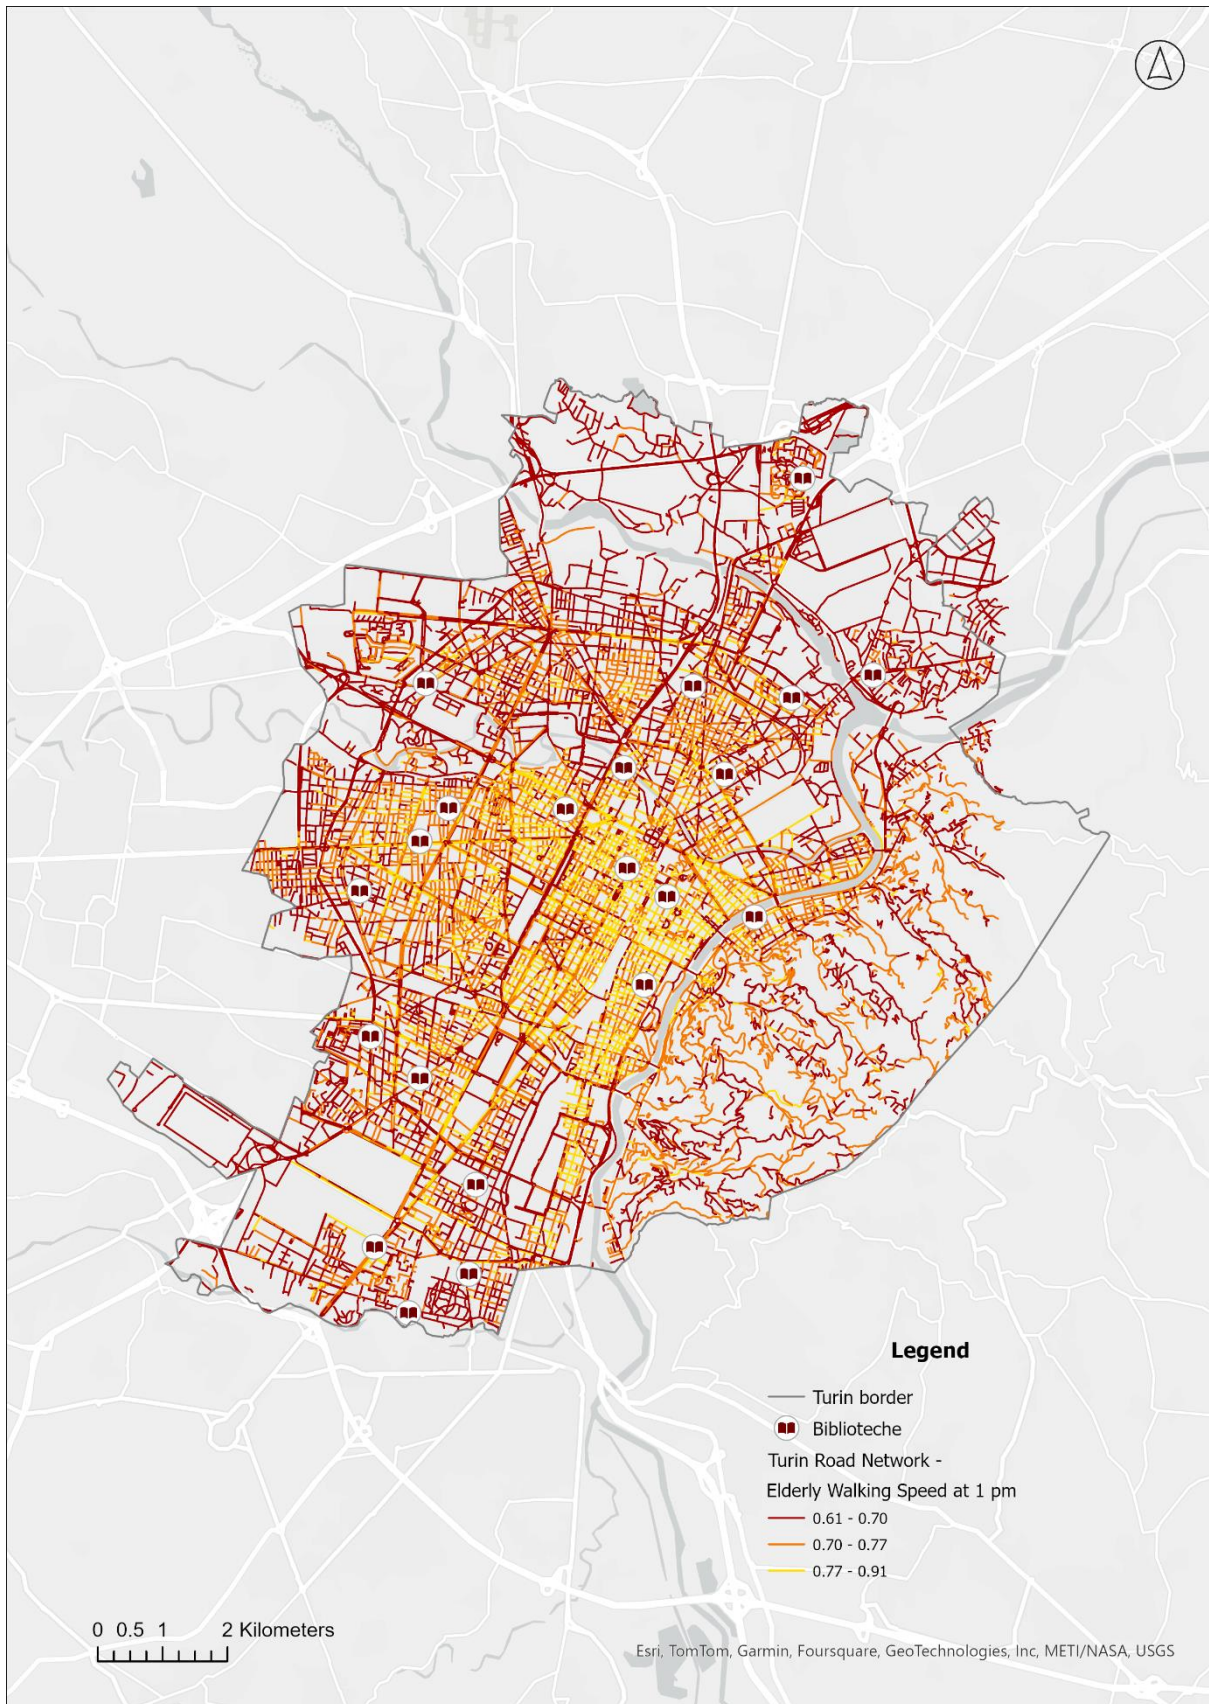 Legend
Turin border
Biblioteche
Turin Road Network -
Elderly Walking Speed at 1 pm
0.61 - 0.70
0.70 - 0.77
0.77 - 0.91
0 0.5 1 2 Kilometers
Esri, TomTom, Garmin, Foursquare, GeoTechnologies, Inc, METI/NASA, USGS